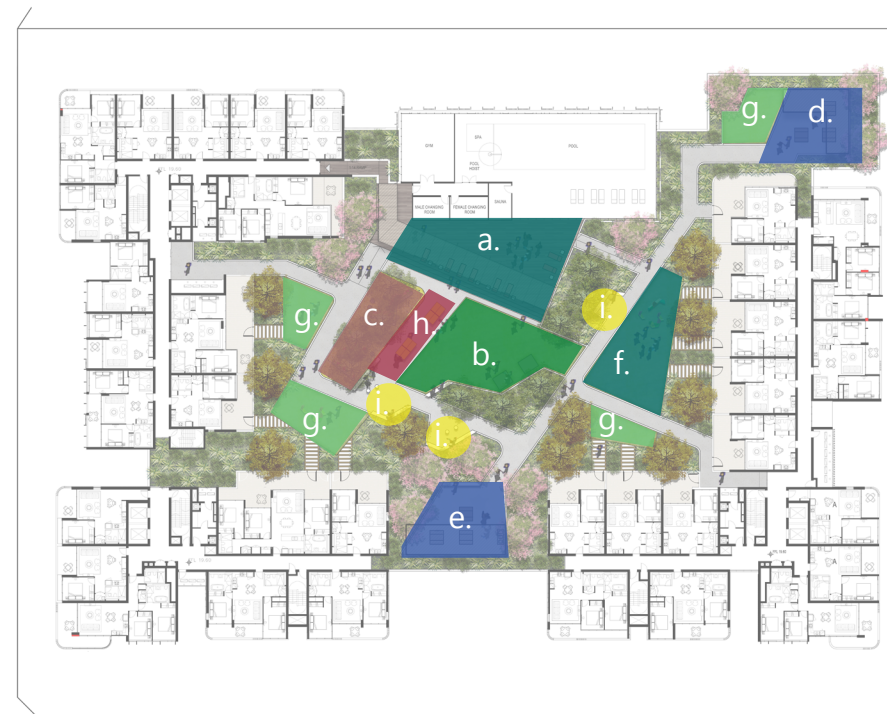 g.
d.
GYM
SPA
POOL
HOIST
POOL
MALE CHANGING
ROOM
FEMALE CHANGING
ROOM
SAUNA
a.
g.
c.
h.
i.
b.
f.
g.
i.
i.
g.
e.
A
A